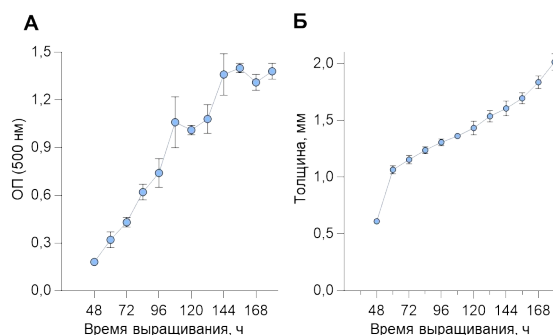 А
1,5
1,2
0,9
0,6
0,3
0,0
ОП (500 нм)
48 72 96 120 144 168
Время выращивания, ч
Б
2,0
1,5
1,0
0,5
0,0
Толщина, мм
48 72 96 120 144 168
Время выращивания, ч